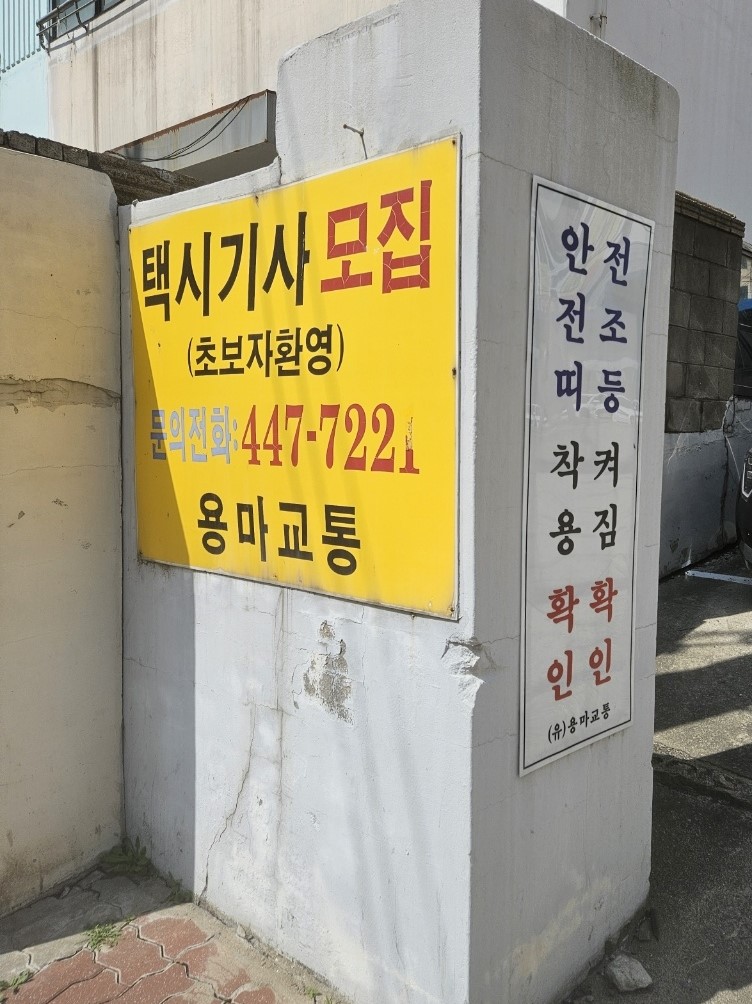 택시기사모집
(초보자환영)
문의전화:447-7221
용마교통
전조등 켜짐 확인
안전띠 착용 확인
(유)용마교통